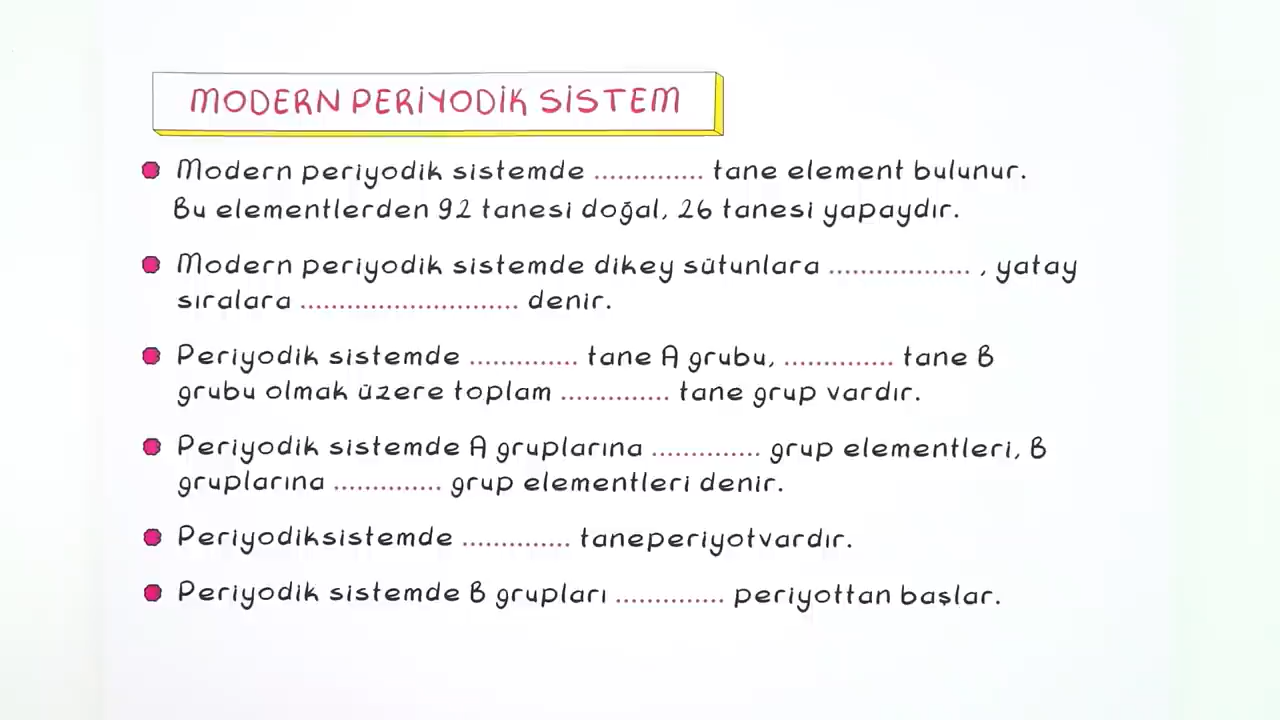 MODERN PERİYODİK SİSTEM
Modern periyodik sistemde .............. tane element bulunur.
Bu elementlerden 92 tanesi doğal, 26 tanesi yapaydır.
Modern periyodik sistemde dikey sütunlara .................. , yatay
sıralara ............................ denir.
Periyodik sistemde .............. tane A grubu, .............. tane B
grubu olmak üzere toplam .............. tane grup vardır.
Periyodik sistemde A gruplarına .............. grup elementleri, B
gruplarına .............. grup elementleri denir.
Periyodiksistemde .............. taneperiyotvardır.
Periyodik sistemde B grupları .............. periyottan başlar.